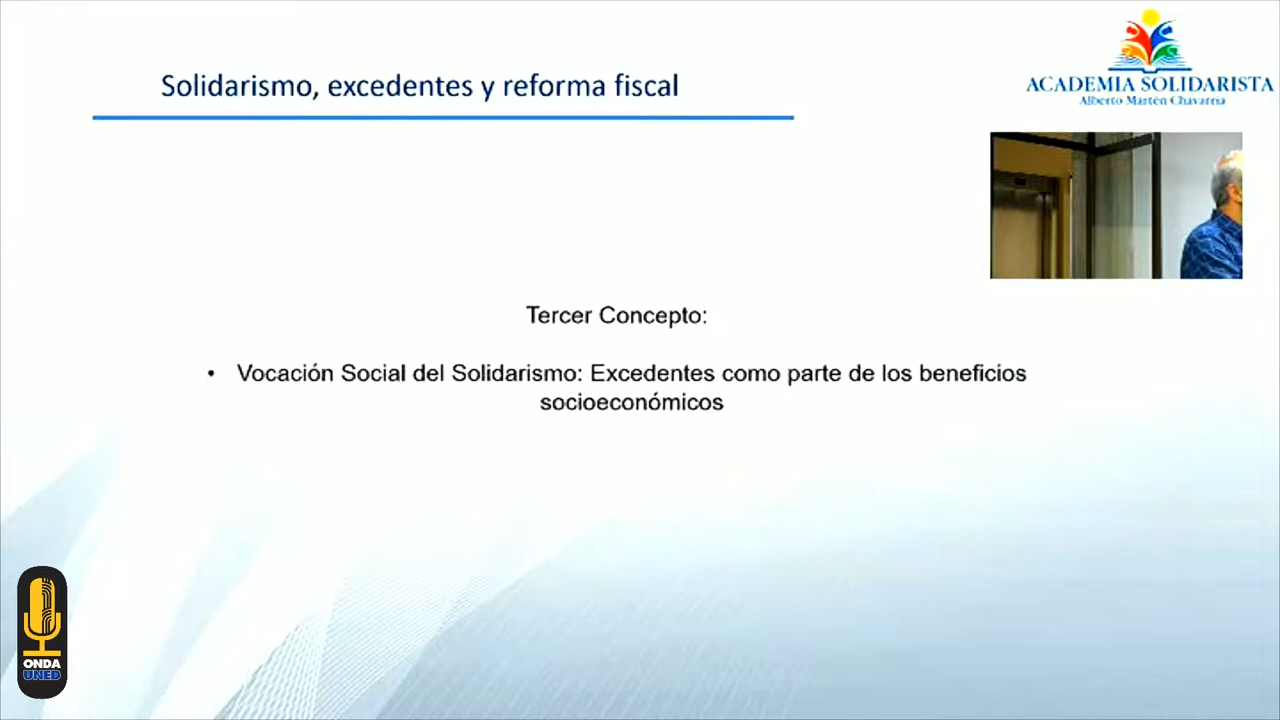 Solidarismo, excedentes y reforma fiscal
ACADEMIA SOLIDARISTA
Alberto Martén Chavarría
Tercer Concepto:
• Vocación Social del Solidarismo: Excedentes como parte de los beneficios
socioeconómicos
ONDA
UNED